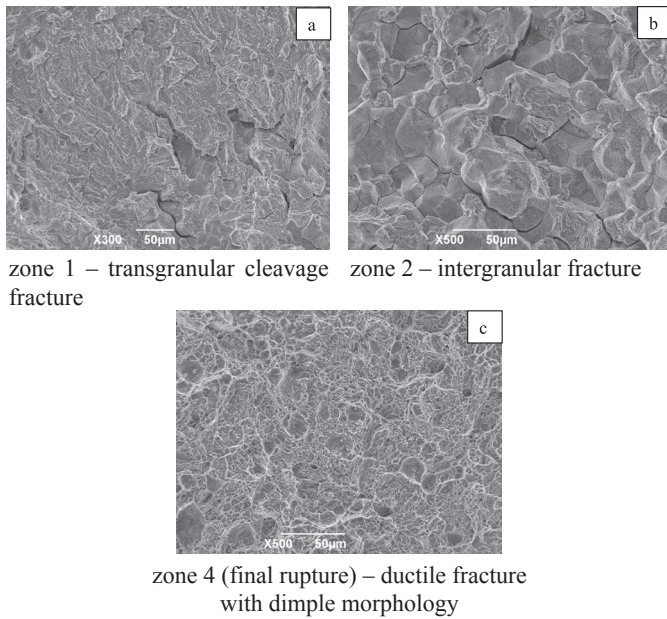 a
b
X300 50µm
X500 50µm
zone 1 – transgranular cleavage
fracture
zone 2 – intergranular fracture
c
X500 50µm
zone 4 (final rupture) – ductile fracture
with dimple morphology